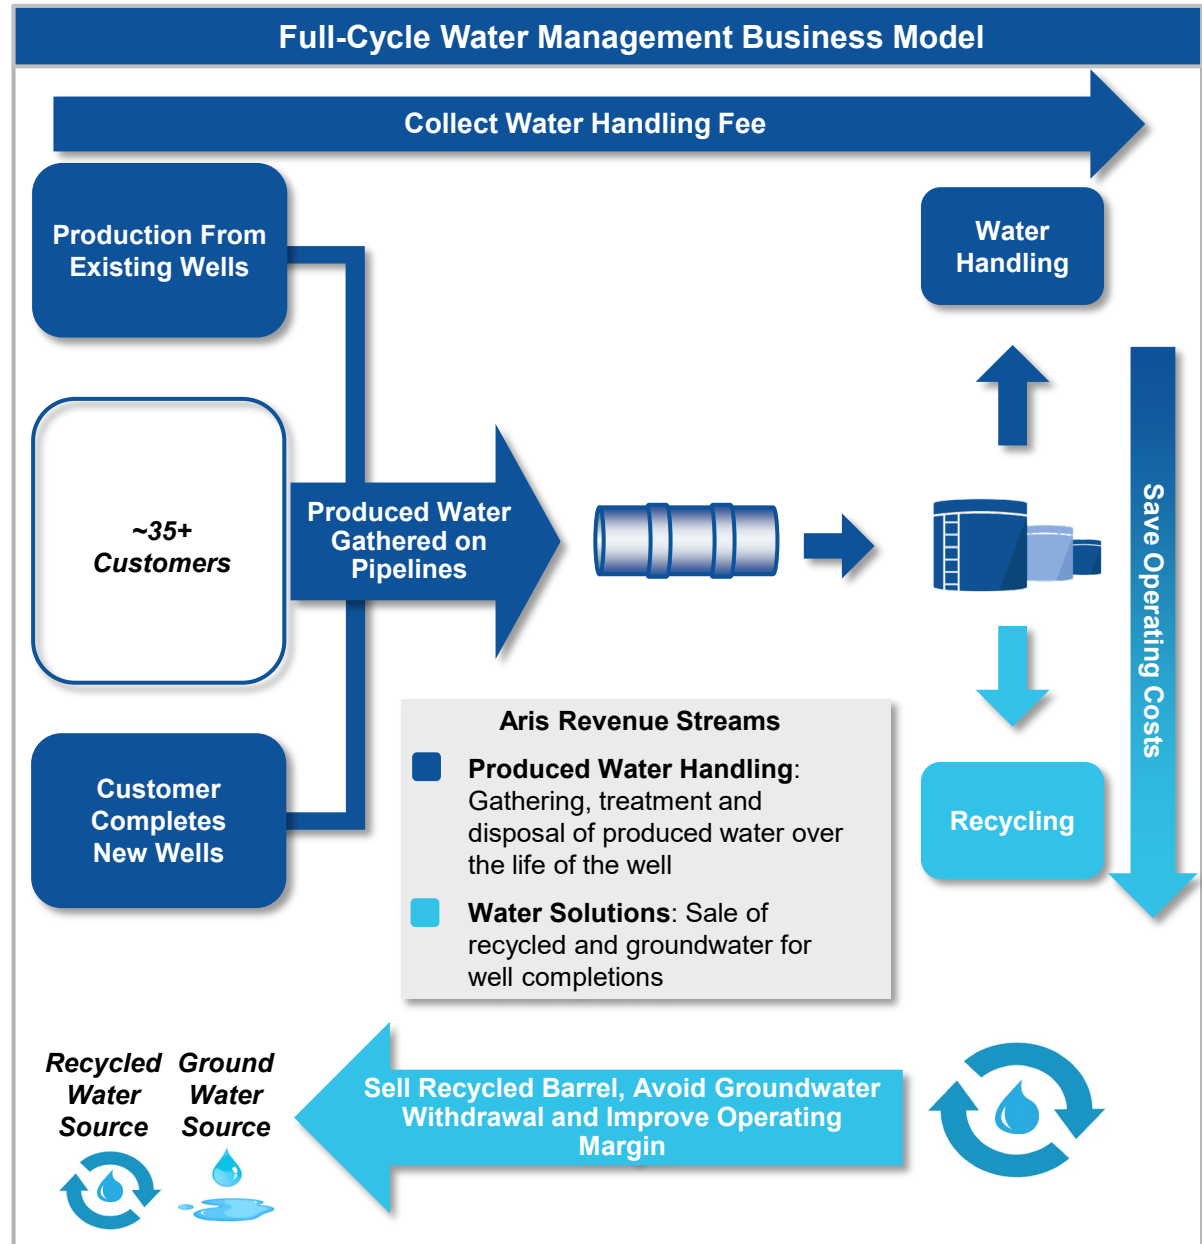 Full-Cycle Water Management Business Model
Collect Water Handling Fee
Production From
Existing Wells
Water
Handling
~35+
Customers
Produced Water
Gathered on
Pipelines
Save Operating Costs
Customer
Completes
New Wells
Aris Revenue Streams
Produced Water Handling:
Gathering, treatment and
disposal of produced water over
the life of the well
Water Solutions: Sale of
recycled and groundwater for
well completions
Recycling
Recycled
Water
Source
Ground
Water
Source
Sell Recycled Barrel, Avoid Groundwater
Withdrawal and Improve Operating
Margin